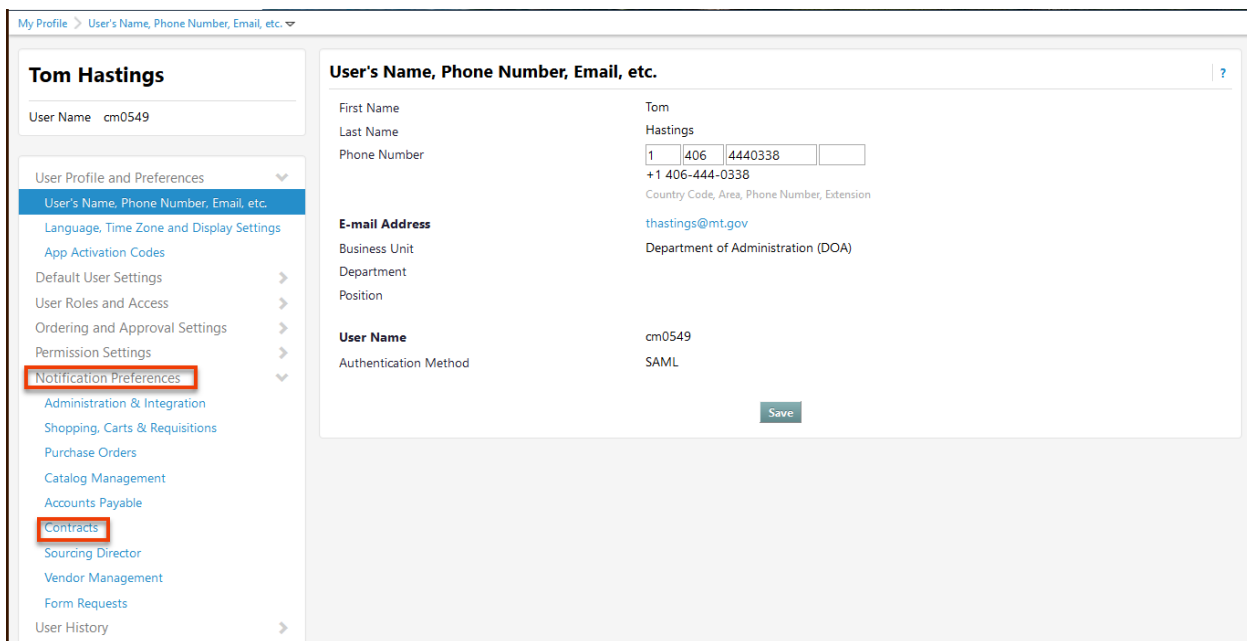 My Profile > User's Name, Phone Number, Email, etc.
Tom Hastings
User Name cm0549
User Profile and Preferences
User's Name, Phone Number, Email, etc.
Language, Time Zone and Display Settings
App Activation Codes
Default User Settings
User Roles and Access
Ordering and Approval Settings
Permission Settings
Notification Preferences
Administration & Integration
Shopping, Carts & Requisitions
Purchase Orders
Catalog Management
Accounts Payable
Contracts
Sourcing Director
Vendor Management
Form Requests
User History
User's Name, Phone Number, Email, etc. ?
First Name Tom
Last Name Hastings
Phone Number 1 406 4440338
+1 406-444-0338
Country Code, Area, Phone Number, Extension
E-mail Address thastings@mt.gov
Business Unit Department of Administration (DOA)
Department
Position
User Name cm0549
Authentication Method SAML
Save